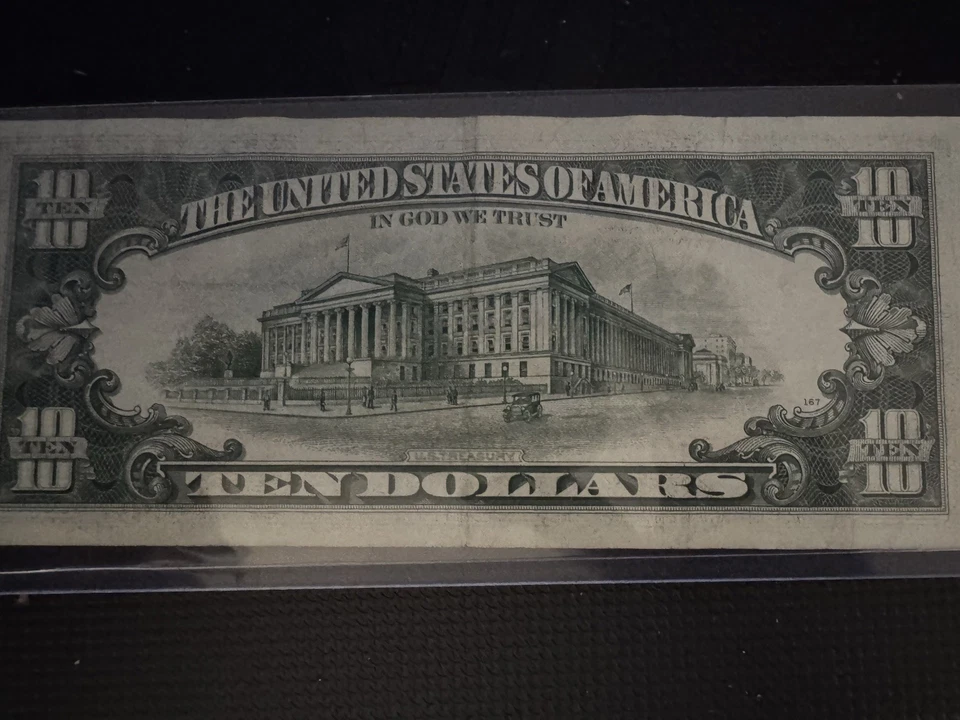 10
TEN
10
THE UNITED STATES OF AMERICA
10
TEN
10
IN GOD WE TRUST
167
10
TEN
10
U.S. TREASURY
TEN DOLLARS
10
TEN
10